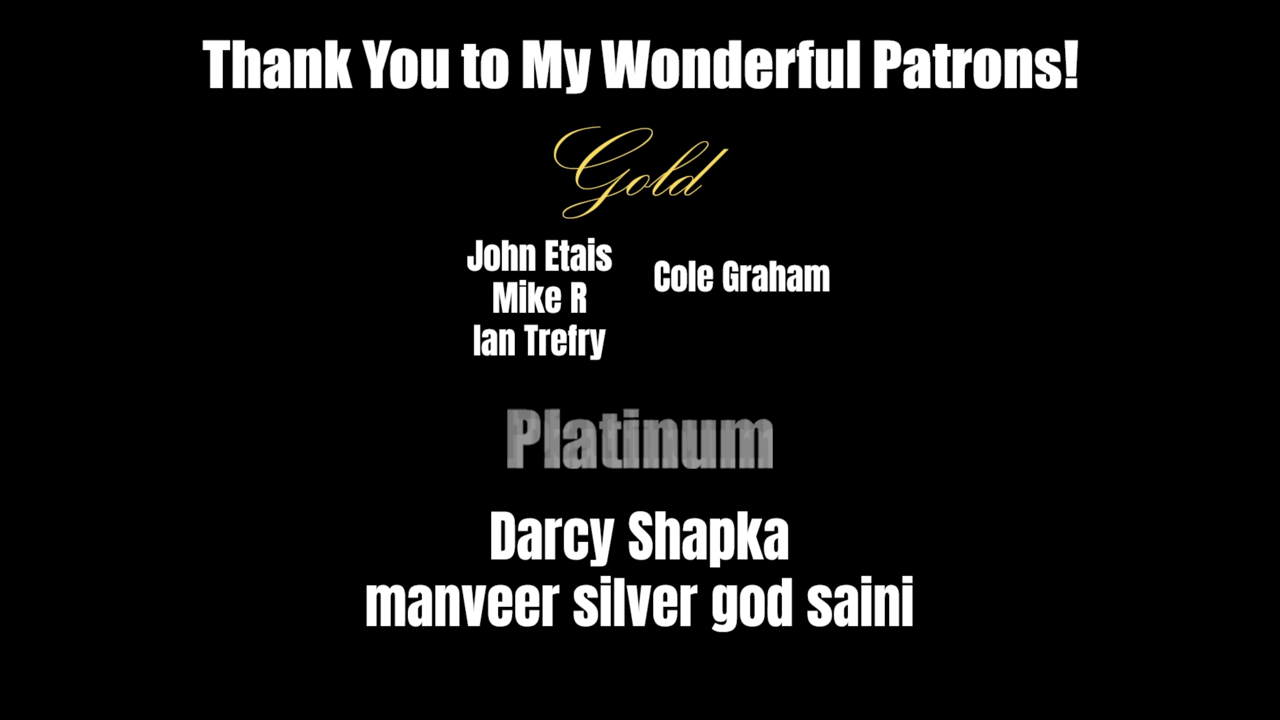 Thank You to My Wonderful Patrons!
Gold
John Etais
Mike R
Ian Trefry
Cole Graham
Platinum
Darcy Shapka
manveer silver god saini